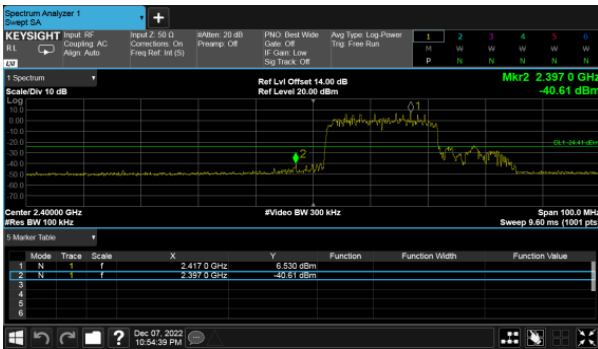 Spectrum Analyzer 1
Swept SA
+
KEYSIGHT Input: RF Input Z: 50 Ω #Atten: 20 dB PNO: Best Wide Avg Type: Log-Power 1 2 3 4 5 6
RL Coupling: AC Corrections: On Preamp: Off Gate: Off Trig: Free Run M W W W W W
Align: Auto Freq Ref: Int (S) IF Gain: Low P N N N N N
LXI Sig Track: Off
1 Spectrum Ref Lvl Offset 14.00 dB Mkr2 2.397 0 GHz
Scale/Div 10 dB Ref Level 20.00 dBm -40.61 dBm
Log
10.0
0.00
-10.0
-20.0
-30.0
-40.0
-50.0
-60.0
-70.0
1
2
DL1 -24.41 dBm
Center 2.40000 GHz #Video BW 300 kHz Span 100.0 MHz
#Res BW 100 kHz Sweep 9.60 ms (1001 pts)
5 Marker Table
Mode Trace Scale X Y Function Function Width Function Value
1 N 1 f 2.417 0 GHz 6.530 dBm
2 N 1 f 2.397 0 GHz -40.61 dBm
3
4
5
6
? Dec 07, 2022
10:54:39 PM